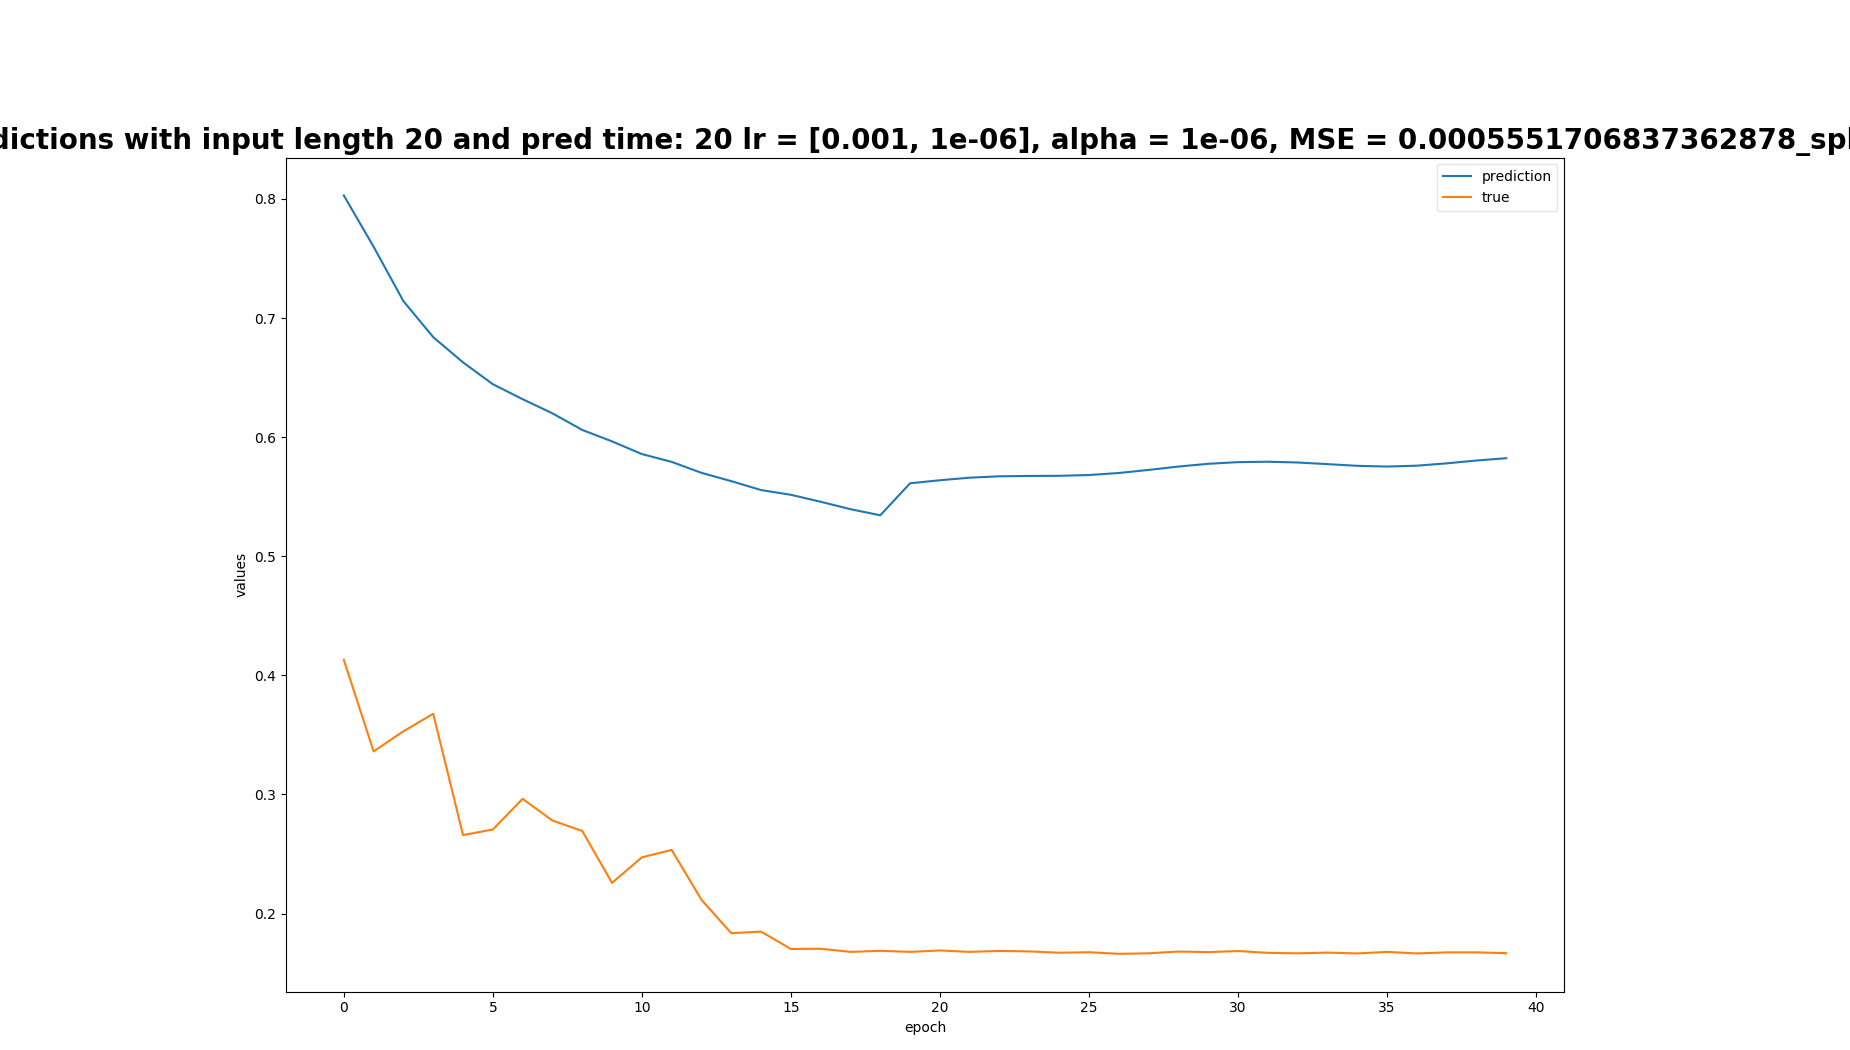 dictions with input length 20 and pred time: 20 lr = [0.001, 1e-06], alpha = 1e-06, MSE = 0.0005551706837362878_spl
prediction
true
0.8
0.7
0.6
0.5
0.4
0.3
0.2
values
0 5 10 15 20 25 30 35 40
epoch